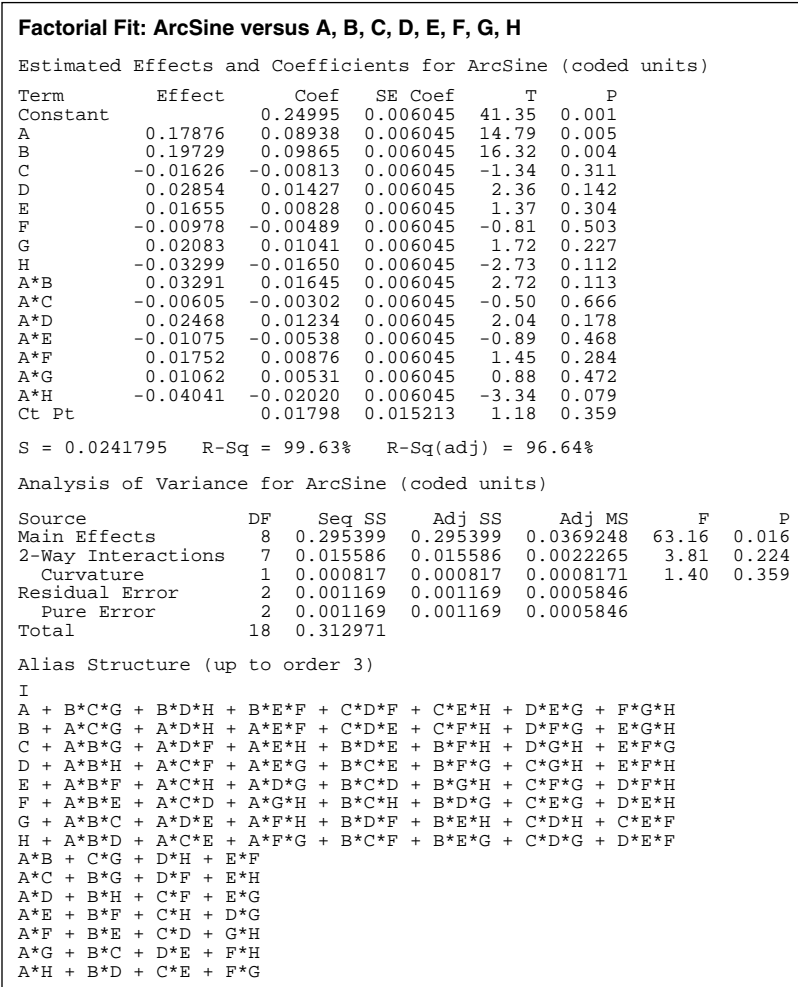 Factorial Fit: ArcSine versus A, B, C, D, E, F, G, H
Estimated Effects and Coefficients for ArcSine (coded units)
Term Effect Coef SE Coef T P
Constant 0.24995 0.006045 41.35 0.001
A 0.17876 0.08938 0.006045 14.79 0.005
B 0.19729 0.09865 0.006045 16.32 0.004
C -0.01626 -0.00813 0.006045 -1.34 0.311
D 0.02854 0.01427 0.006045 2.36 0.142
E 0.01655 0.00828 0.006045 1.37 0.304
F -0.00978 -0.00489 0.006045 -0.81 0.503
G 0.02083 0.01041 0.006045 1.72 0.227
H -0.03299 -0.01650 0.006045 -2.73 0.112
A*B 0.03291 0.01645 0.006045 2.72 0.113
A*C -0.00605 -0.00302 0.006045 -0.50 0.666
A*D 0.02468 0.01234 0.006045 2.04 0.178
A*E -0.01075 -0.00538 0.006045 -0.89 0.468
A*F 0.01752 0.00876 0.006045 1.45 0.284
A*G 0.01062 0.00531 0.006045 0.88 0.472
A*H -0.04041 -0.02020 0.006045 -3.34 0.079
Ct Pt 0.01798 0.015213 1.18 0.359
S = 0.0241795 R-Sq = 99.63% R-Sq(adj) = 96.64%
Analysis of Variance for ArcSine (coded units)
Source DF Seq SS Adj SS Adj MS F P
Main Effects 8 0.295399 0.295399 0.0369248 63.16 0.016
2-Way Interactions 7 0.015586 0.015586 0.0022265 3.81 0.224
Curvature 1 0.000817 0.000817 0.0008171 1.40 0.359
Residual Error 2 0.001169 0.001169 0.0005846
Pure Error 2 0.001169 0.001169 0.0005846
Total 18 0.312971
Alias Structure (up to order 3)
I
A + B*C*G + B*D*H + B*E*F + C*D*F + C*E*H + D*E*G + F*G*H
B + A*C*G + A*D*H + A*E*F + C*D*E + C*F*H + D*F*G + E*G*H
C + A*B*G + A*D*F + A*E*H + B*D*E + B*F*H + D*G*H + E*F*G
D + A*B*H + A*C*F + A*E*G + B*C*E + B*F*G + C*G*H + E*F*H
E + A*B*F + A*C*H + A*D*G + B*C*D + B*G*H + C*F*G + D*F*H
F + A*B*E + A*C*D + A*G*H + B*C*H + B*D*G + C*E*G + D*E*H
G + A*B*C + A*D*E + A*F*H + B*D*F + B*E*H + C*D*H + C*E*F
H + A*B*D + A*C*E + A*F*G + B*C*F + B*E*G + C*D*G + D*E*F
A*B + C*G + D*H + E*F
A*C + B*G + D*F + E*H
A*D + B*H + C*F + E*G
A*E + B*F + C*H + D*G
A*F + B*E + C*D + G*H
A*G + B*C + D*E + F*H
A*H + B*D + C*E + F*G